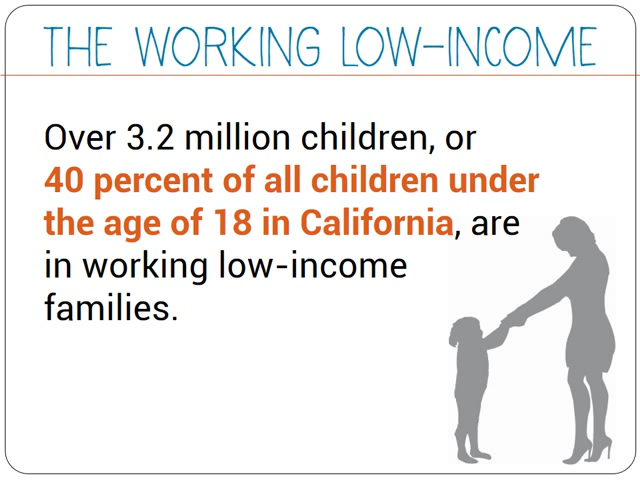 THE WORKING LOW-INCOME
Over 3.2 million children, or
40 percent of all children under
the age of 18 in California, are
in working low-income
families.